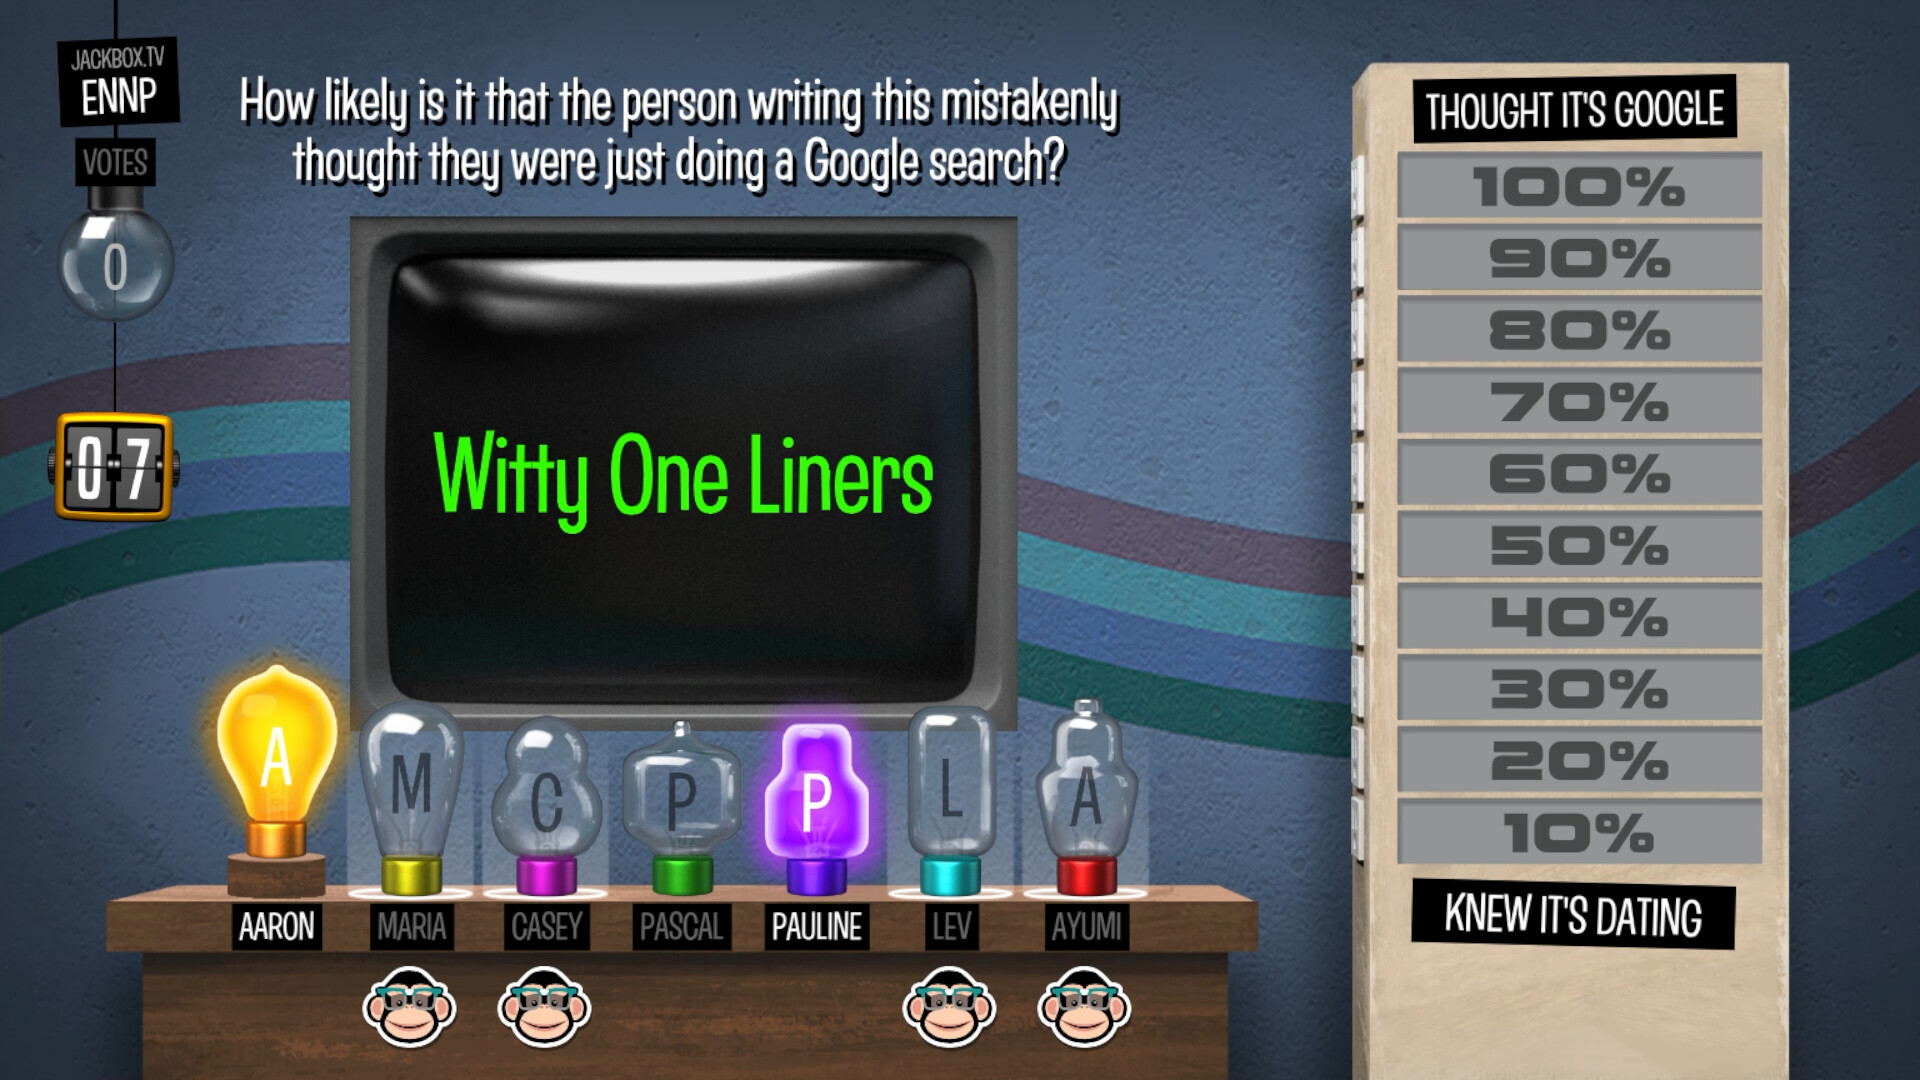 JACKBOX.TV
ENNP
VOTES
0
07
How likely is it that the person writing this mistakenly
thought they were just doing a Google search?
Witty One Liners
A
M
C
P
P
L
A
AARON
MARIA
CASEY
PASCAL
PAULINE
LEV
AYUMI
THOUGHT IT'S GOOGLE
100%
90%
80%
70%
60%
50%
40%
30%
20%
10%
KNEW IT'S DATING